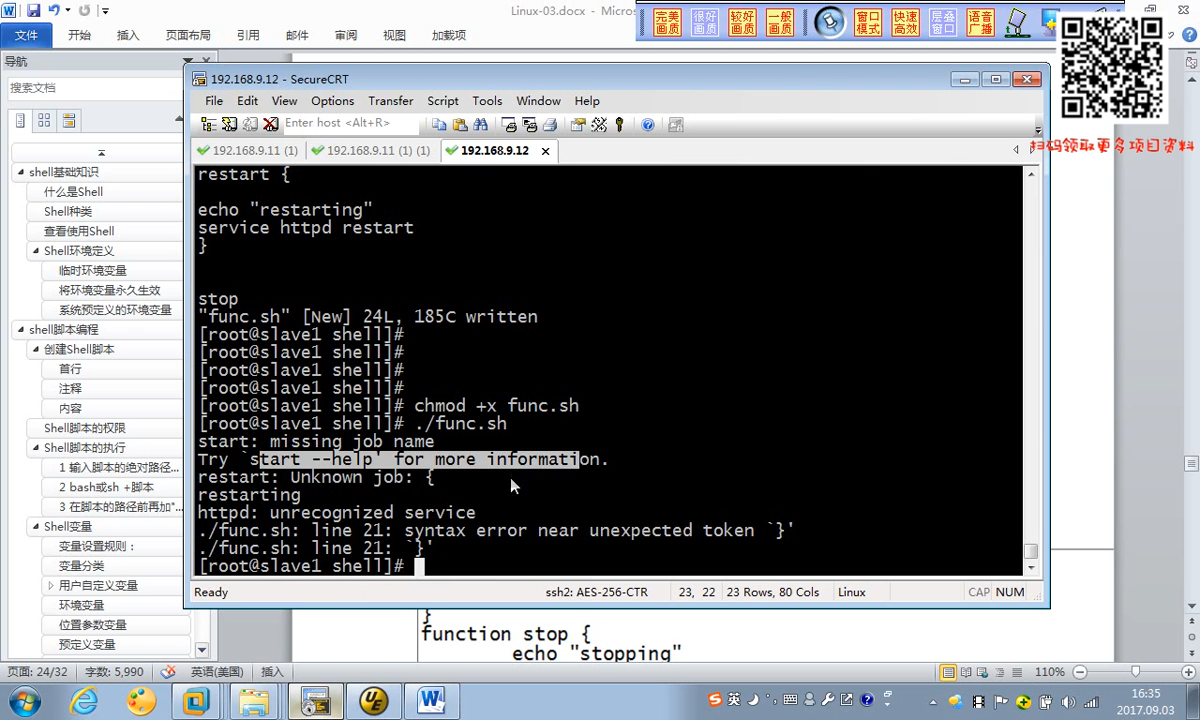 Linux-03.docx - Micros
完美画质
很好画质
较好画质
一般画质
窗口模式
快速高效
层叠窗口
语音广播
文件 开始 插入 页面布局 引用 邮件 审阅 视图 加载项
扫码领取更多项目资料
导航
搜索文档
shell基础知识
什么是Shell
Shell种类
查看使用Shell
Shell环境定义
临时环境变量
将环境变量永久生效
系统预定义的环境变量
shell脚本编程
创建Shell脚本
首行
注释
内容
Shell脚本的权限
Shell脚本的执行
1 输入脚本的绝对路径...
2 bash或sh +脚本
3 在脚本的路径前再加"...
Shell变量
变量设置规则：
变量分类
用户自定义变量
环境变量
位置参数变量
预定义变量
192.168.9.12 - SecureCRT
File Edit View Options Transfer Script Tools Window Help
Enter host <Alt+R>
192.168.9.11 (1) 192.168.9.11 (1) (1) 192.168.9.12
restart {
echo "restarting"
service httpd restart
}
stop
"func.sh" [New] 24L, 185C written
[root@slave1 shell]#
[root@slave1 shell]#
[root@slave1 shell]#
[root@slave1 shell]#
[root@slave1 shell]# chmod +x func.sh
[root@slave1 shell]# ./func.sh
start: missing job name
Try `start --help' for more information.
restart: Unknown job: {
restarting
httpd: unrecognized service
./func.sh: line 21: syntax error near unexpected token `}'
./func.sh: line 21: `}'
[root@slave1 shell]#
Ready ssh2: AES-256-CTR 23, 22 23 Rows, 80 Cols Linux CAP NUM
}
function stop {
echo "stopping"
页面: 24/32 字数: 5,990 英语(美国) 插入 110%
英
16:35
2017.09.03